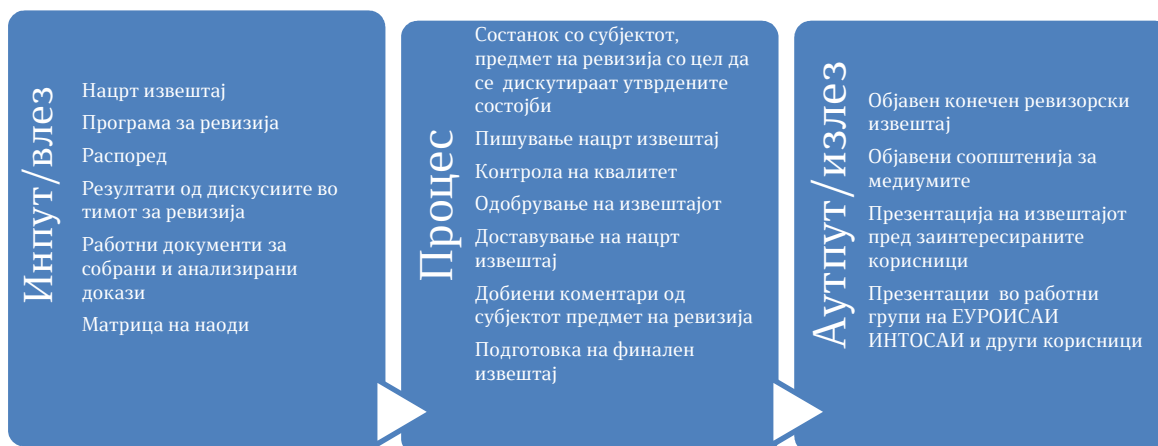 Инпут/влез
Нацрт извештај
Програма за ревизија
Распоред
Резултати од дискусиите во
тимот за ревизија
Работни документи за
собрани и анализирани
докази
Матрица на наоди
Процес
Состанок со субјектот,
предмет на ревизија со цел да
се дискутираат утврдените
состојби
Пишување нацрт извештај
Контрола на квалитет
Одобрување на извештајот
Доставување на нацрт
извештај
Добиени коментари од
субјектот предмет на ревизија
Подготовка на финален
извештај
Аутпут/излез
Објавен конечен ревизорски
извештај
Објавени соопштенија за
медиумите
Презентација на извештајот
пред заинтересираните
корисници
Презентации во работни
групи на ЕУРОИСАИ
ИНТОСАИ и други корисници